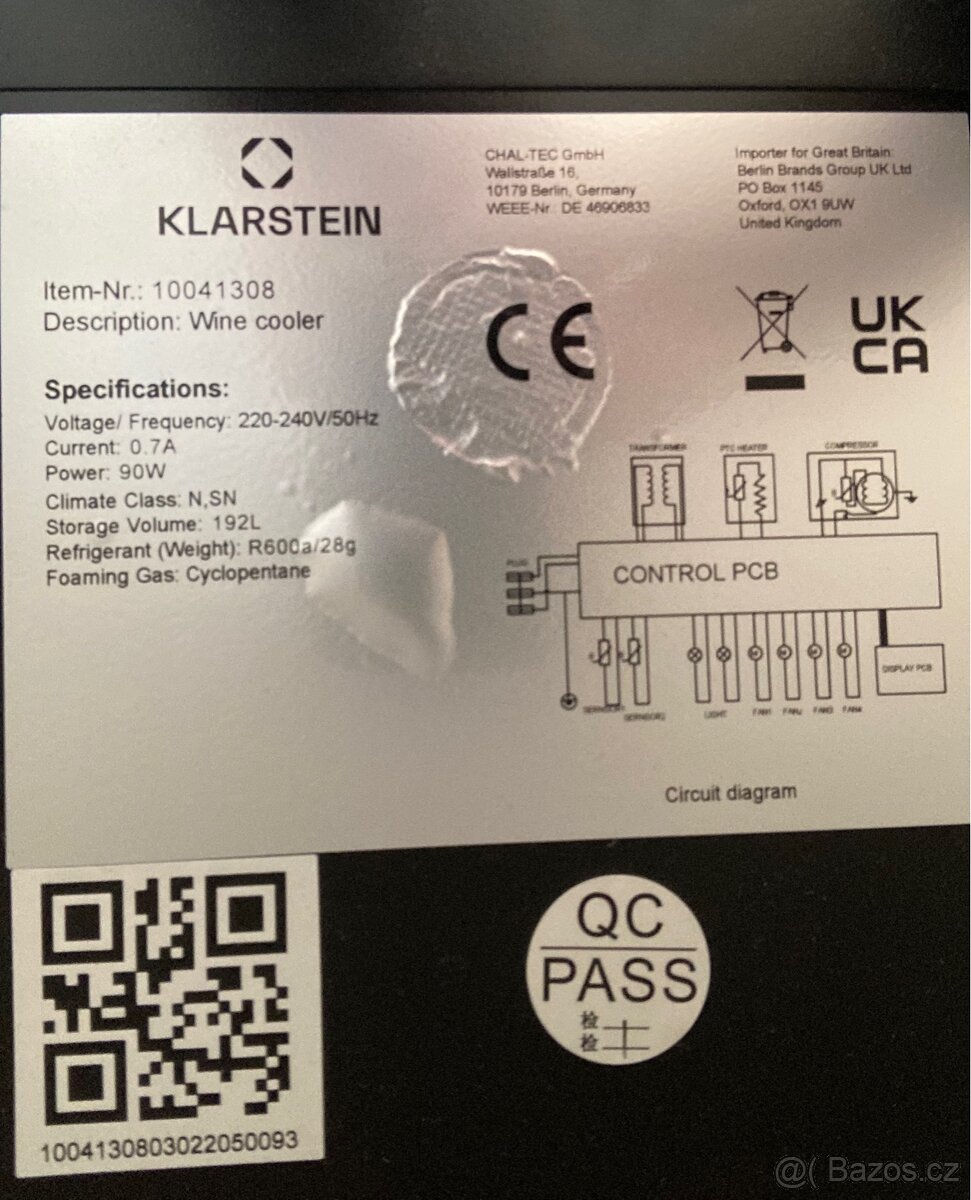 KLARSTEIN
CHAL-TEC GmbH
Wallstraße 16,
10179 Berlin, Germany
WEEE-Nr.: DE 46906833
Importer for Great Britain:
Berlin Brands Group UK Ltd
PO Box 1145
Oxford, OX1 9UW
United Kingdom
Item-Nr.: 10041308
Description: Wine cooler
CE
UK
CA
Specifications:
Voltage/ Frequency: 220-240V/50Hz
Current: 0.7A
Power: 90W
Climate Class: N,SN
Storage Volume: 192L
Refrigerant (Weight): R600a/28g
Foaming Gas: Cyclopentane
TRANSFORMER
PTC HEATER
COMPRESSOR
PLUG
CONTROL PCB
DISPLAY PCB
SERNSOR1
SERNSOR2
LIGHT
FAN1
FAN2
FAN3
FAN4
Circuit diagram
QC
PASS
检
检
1004130803022050093
@( Bazos.cz